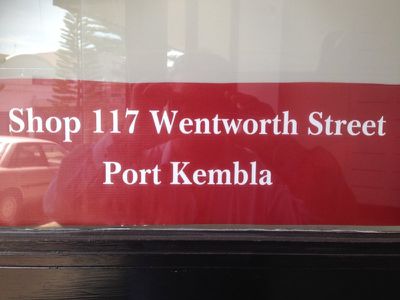 Shop 117 Wentworth Street
Port Kembla